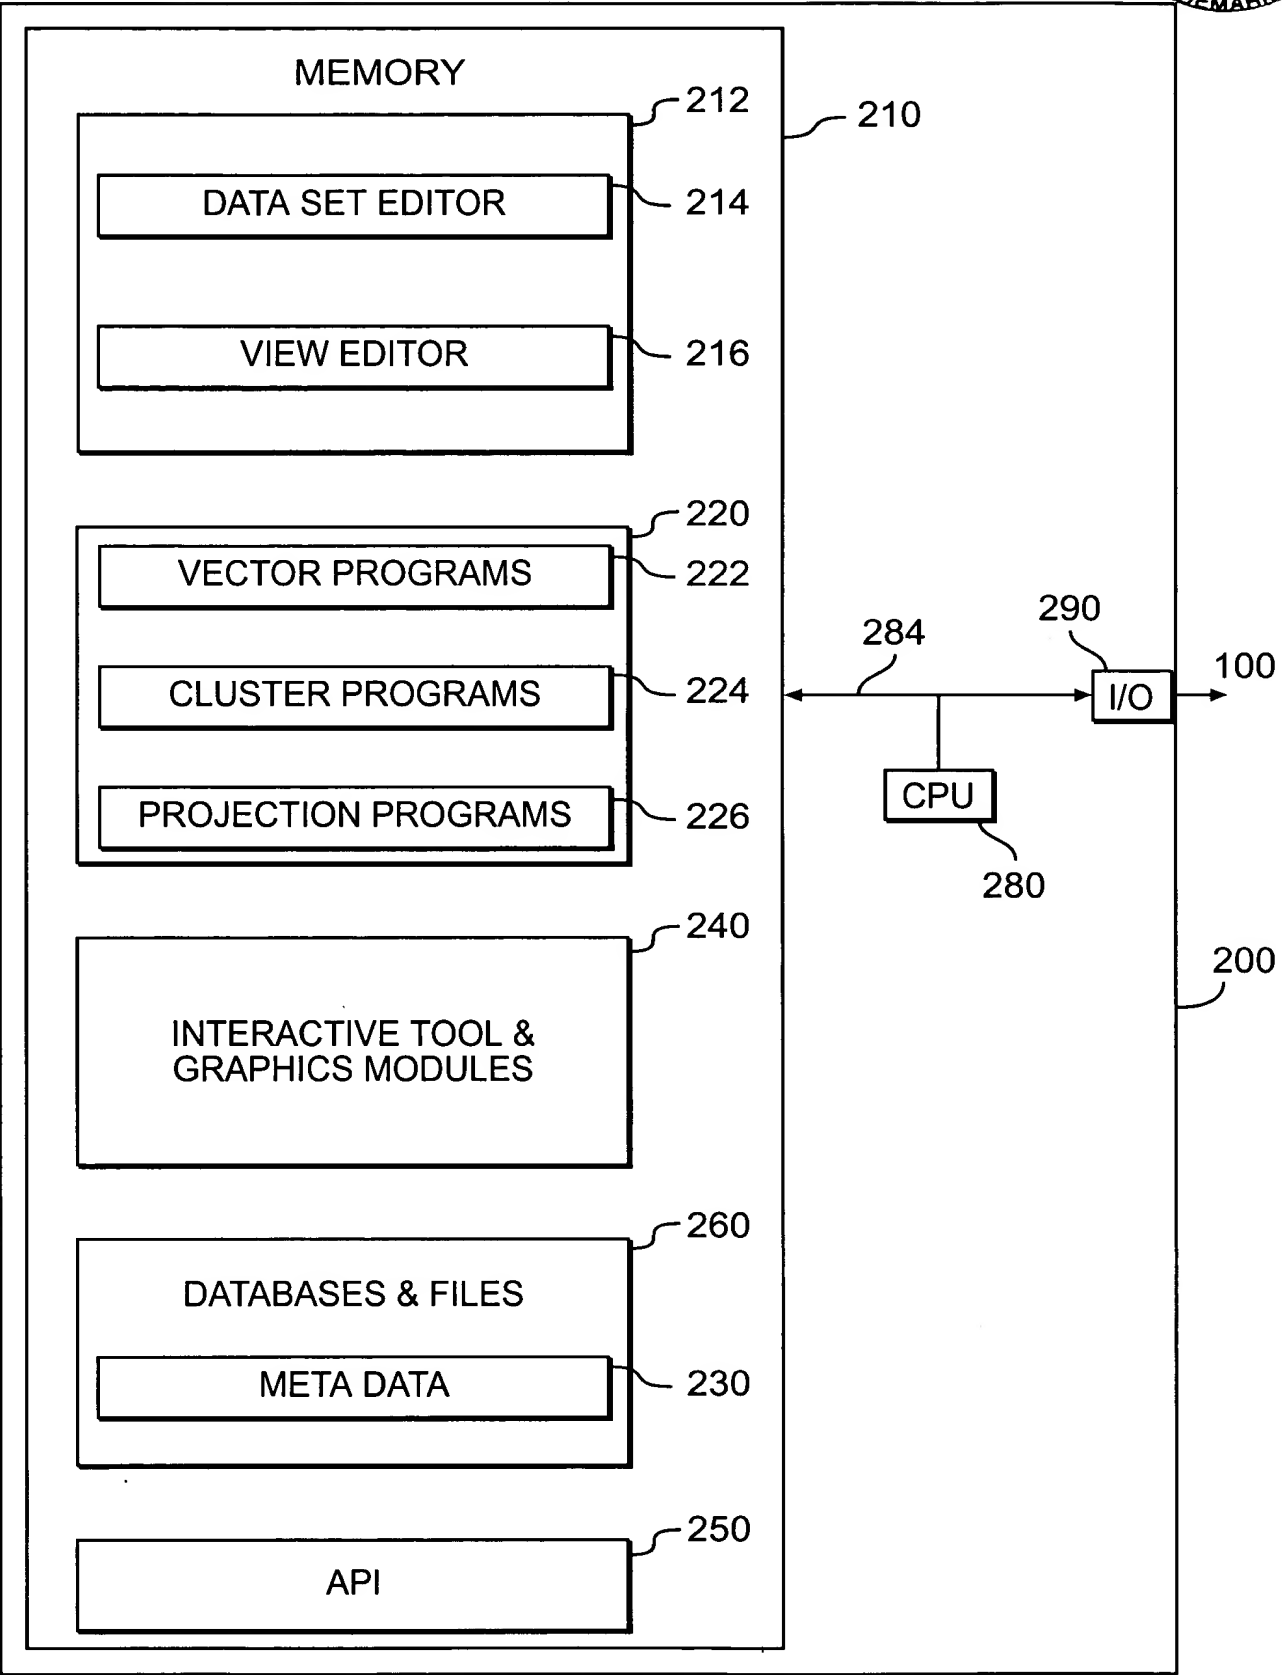 MEMORY
212
210
DATA SET EDITOR
214
VIEW EDITOR
216
220
VECTOR PROGRAMS
222
CLUSTER PROGRAMS
224
PROJECTION PROGRAMS
226
284
290
100
I/O
CPU
280
200
240
INTERACTIVE TOOL &
GRAPHICS MODULES
260
DATABASES & FILES
META DATA
230
250
API